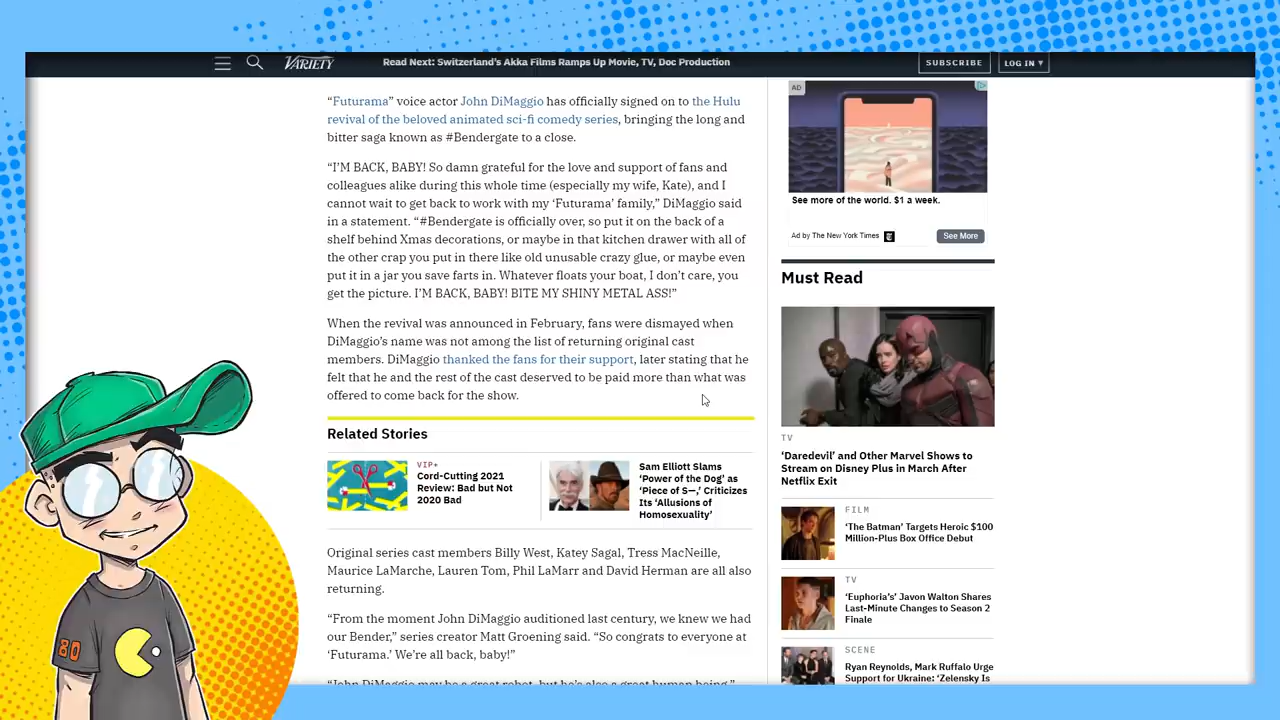 VARIETY
Read Next: Switzerland's Akka Films Ramps Up Movie, TV, Doc Production
SUBSCRIBE
LOG IN ▾
“Futurama” voice actor John DiMaggio has officially signed on to the Hulu
revival of the beloved animated sci-fi comedy series, bringing the long and
bitter saga known as #Bendergate to a close.
“I’M BACK, BABY! So damn grateful for the love and support of fans and
colleagues alike during this whole time (especially my wife, Kate), and I
cannot wait to get back to work with my ‘Futurama’ family,” DiMaggio said
in a statement. “#Bendergate is officially over, so put it on the back of a
shelf behind Xmas decorations, or maybe in that kitchen drawer with all of
the other crap you put in there like old unusable crazy glue, or maybe even
put it in a jar you save farts in. Whatever floats your boat, I don’t care, you
get the picture. I’M BACK, BABY! BITE MY SHINY METAL ASS!”
When the revival was announced in February, fans were dismayed when
DiMaggio’s name was not among the list of returning original cast
members. DiMaggio thanked the fans for their support, later stating that he
felt that he and the rest of the cast deserved to be paid more than what was
offered to come back for the show.
Related Stories
VIP+
Cord-Cutting 2021
Review: Bad but Not
2020 Bad
Sam Elliott Slams
‘Power of the Dog’ as
‘Piece of S—,’ Criticizes
Its ‘Allusions of
Homosexuality’
Original series cast members Billy West, Katey Sagal, Tress MacNeille,
Maurice LaMarche, Lauren Tom, Phil LaMarr and David Herman are all also
returning.
“From the moment John DiMaggio auditioned last century, we knew we had
our Bender,” series creator Matt Groening said. “So congrats to everyone at
‘Futurama.’ We’re all back, baby!”
“John DiMaggio may be a great robot, but he’s also a great human being,”
AD
See more of the world. $1 a week.
Ad by The New York Times
See More
Must Read
TV
‘Daredevil’ and Other Marvel Shows to
Stream on Disney Plus in March After
Netflix Exit
FILM
‘The Batman’ Targets Heroic $100
Million-Plus Box Office Debut
TV
‘Euphoria’s’ Javon Walton Shares
Last-Minute Changes to Season 2
Finale
SCENE
Ryan Reynolds, Mark Ruffalo Urge
Support for Ukraine: ‘Zelensky Is
80